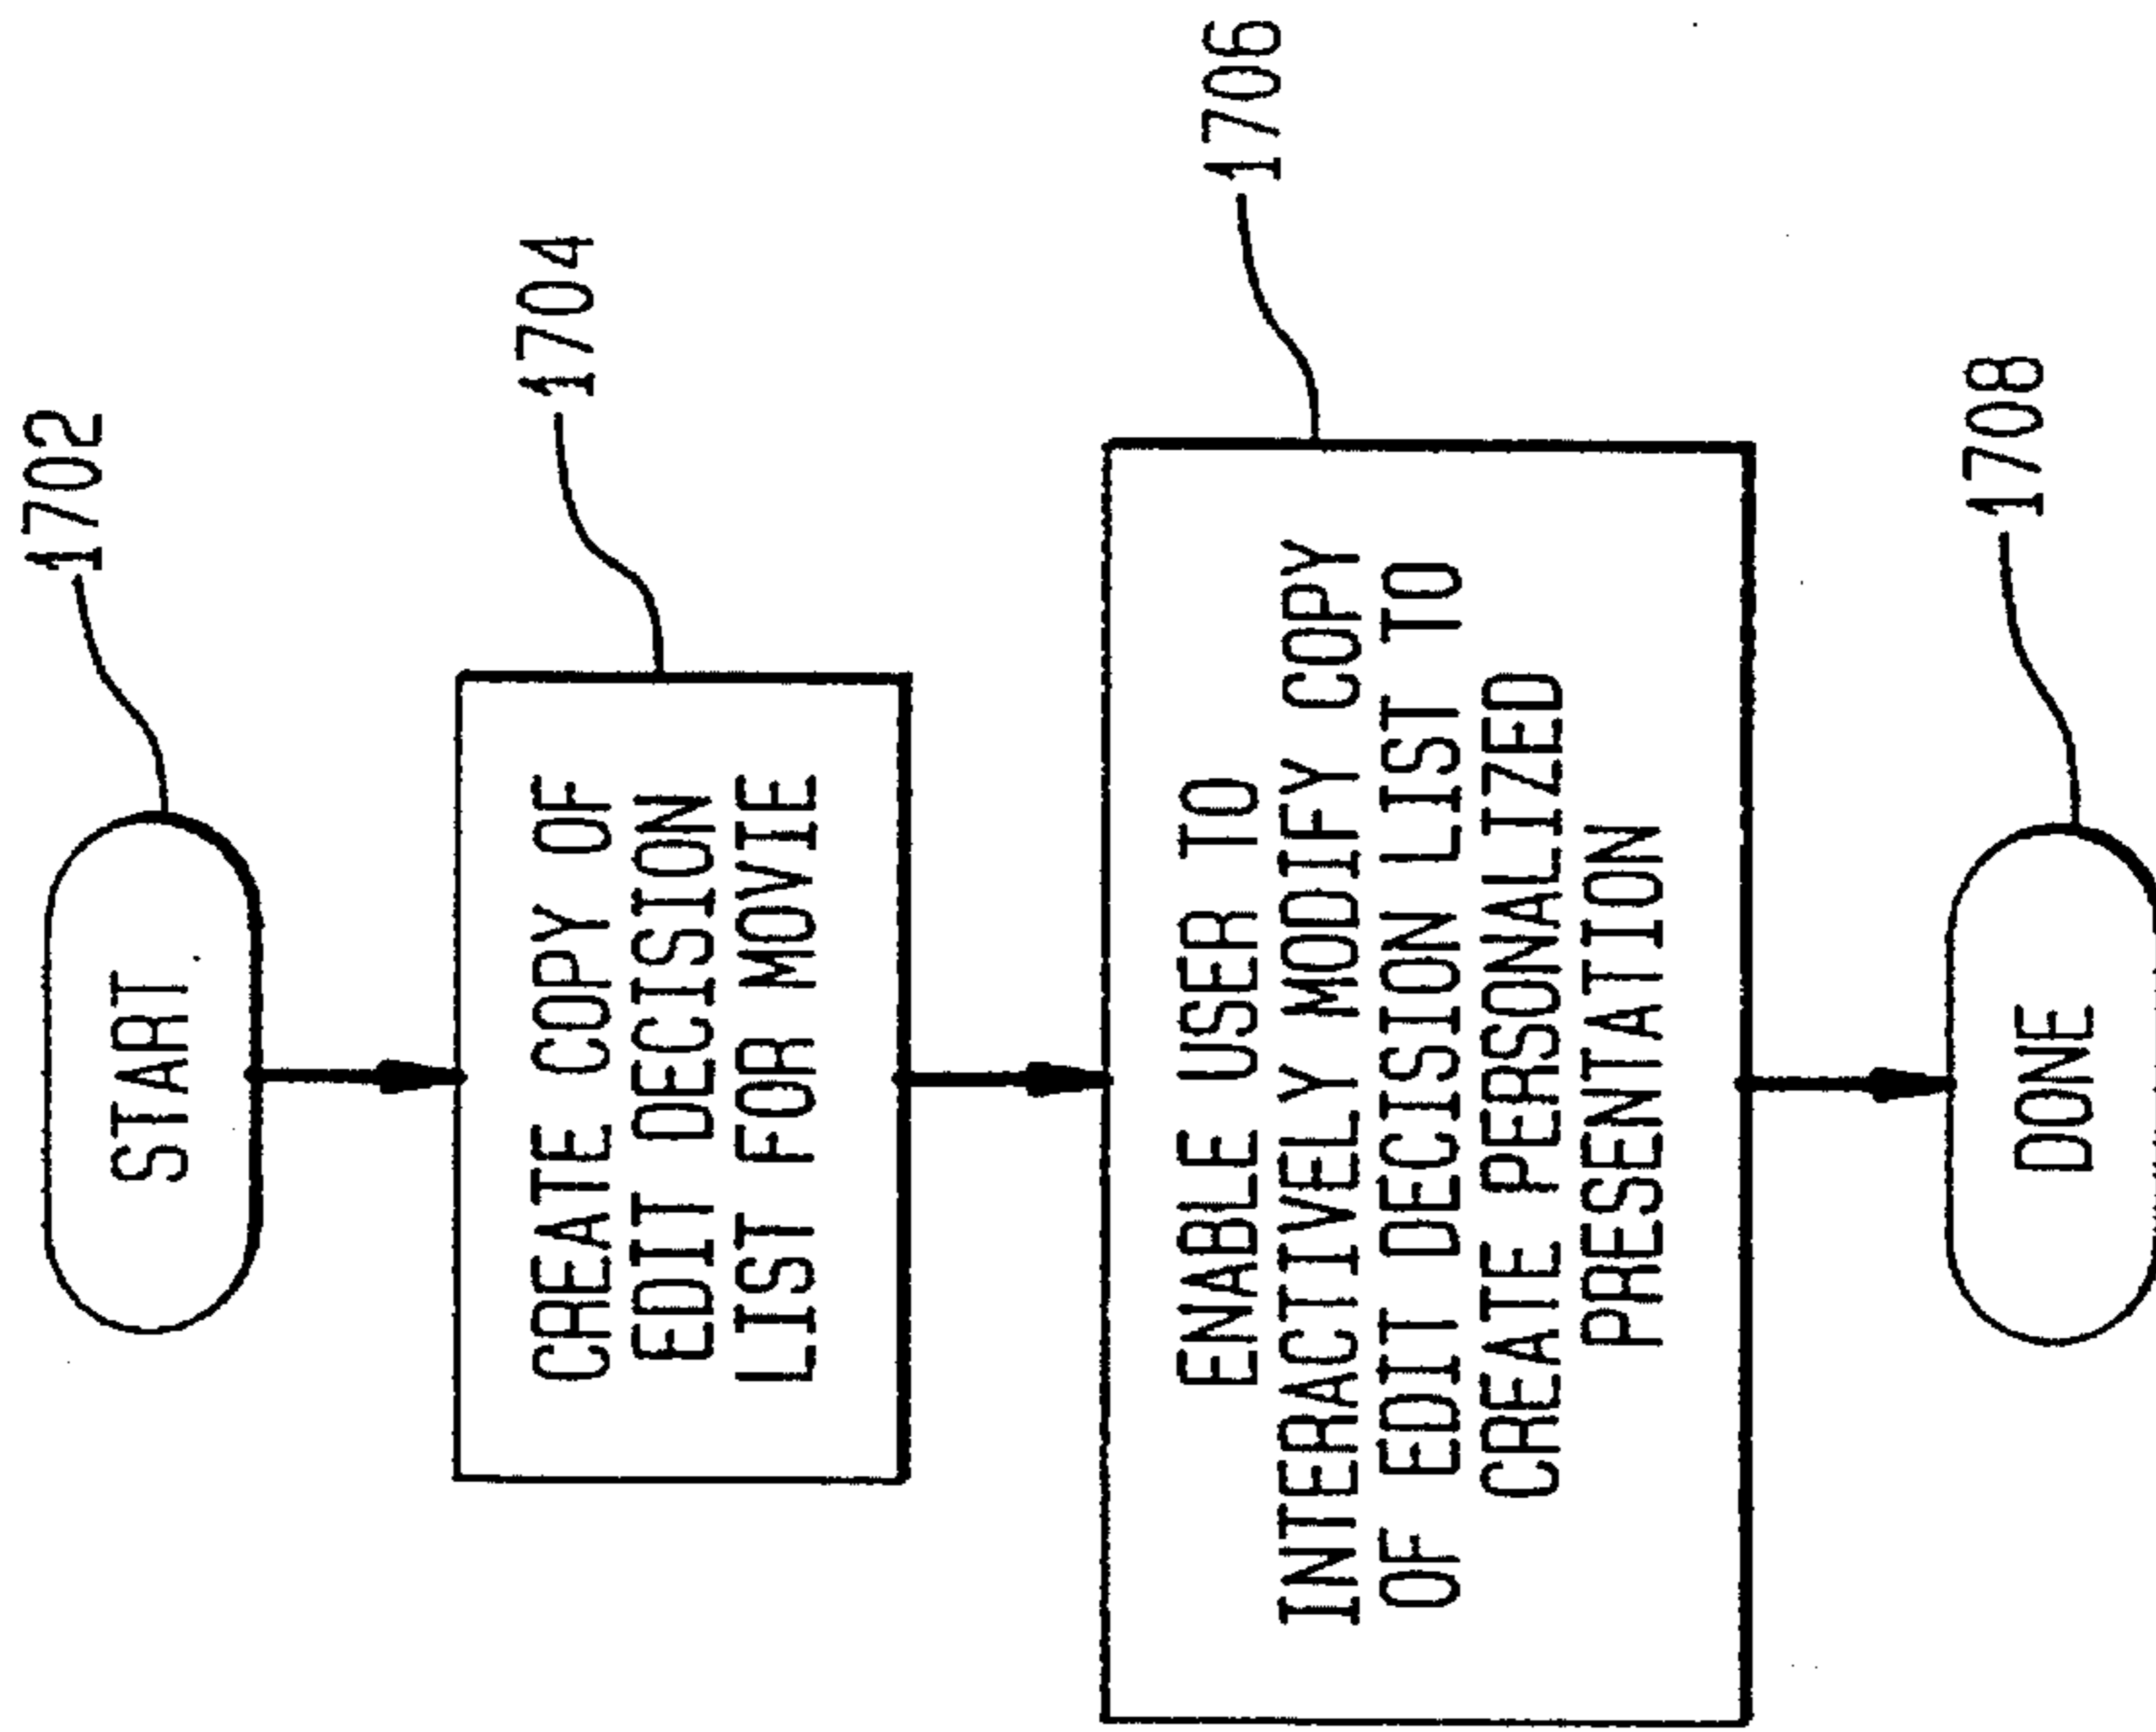 START
1702
CREATE COPY OF
EDIT DECISION
LIST FOR MOVIE
1704
ENABLE USER TO
INTERACTIVELY MODIFY COPY
OF EDIT DECISION LIST TO
CREATE PERSONALIZED
PRESENTATION
1706
DONE
1708